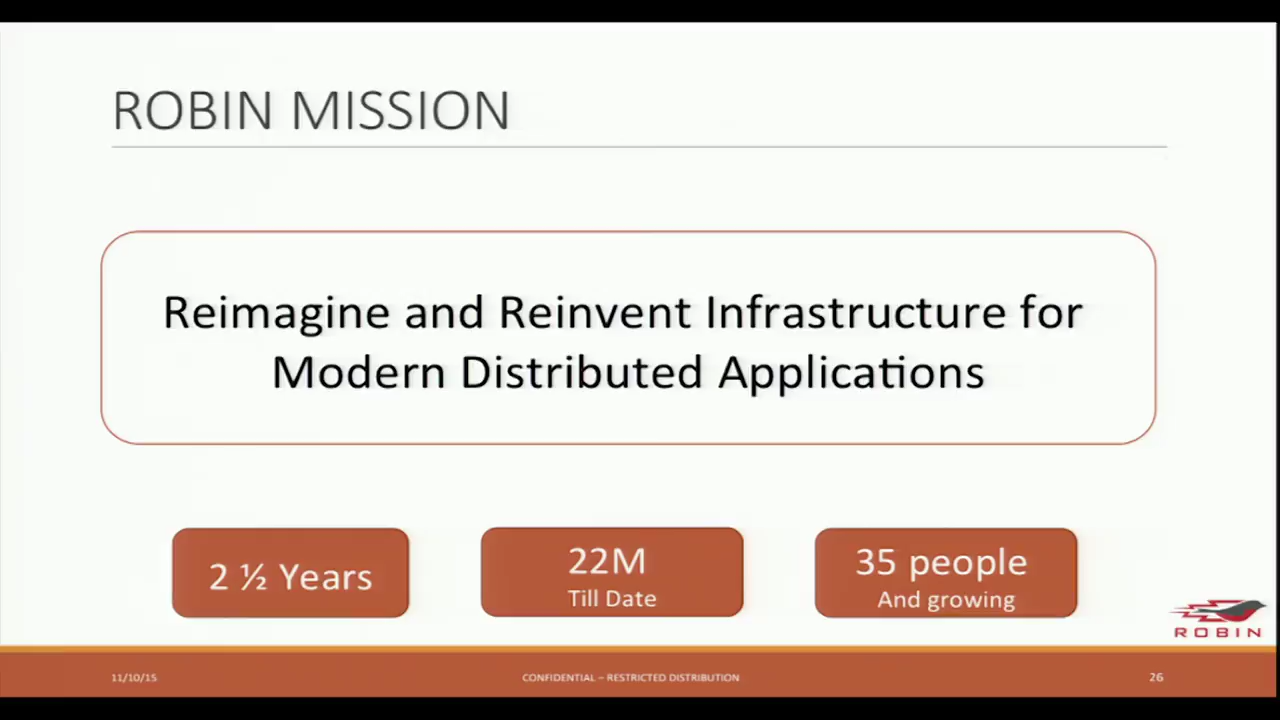 ROBIN MISSION
Reimagine and Reinvent Infrastructure for
Modern Distributed Applications
2 ½ Years
22M
Till Date
35 people
And growing
ROBIN
11/10/15
CONFIDENTIAL – RESTRICTED DISTRIBUTION
26